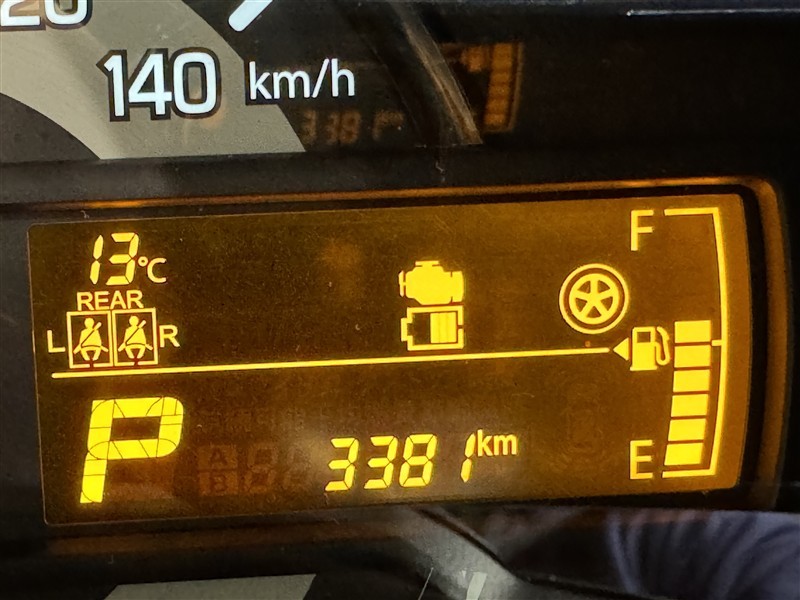 140 km/h
F
13°C
REAR
L R
P
3381 km
E